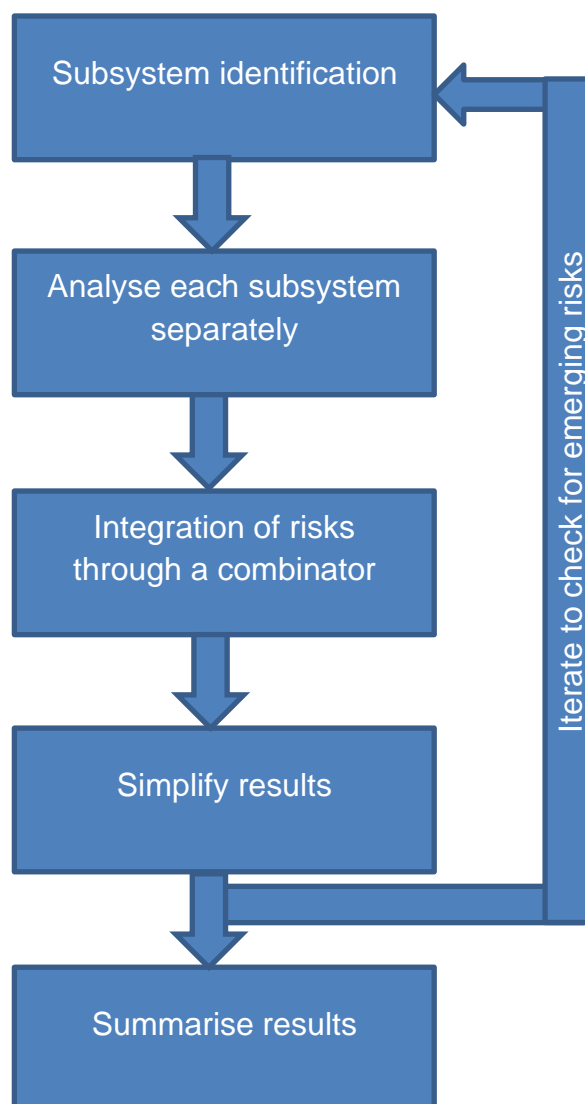 Subsystem identification
Analyse each subsystem
separately
Integration of risks
through a combinator
Simplify results
Summarise results
Iterate to check for emerging risks